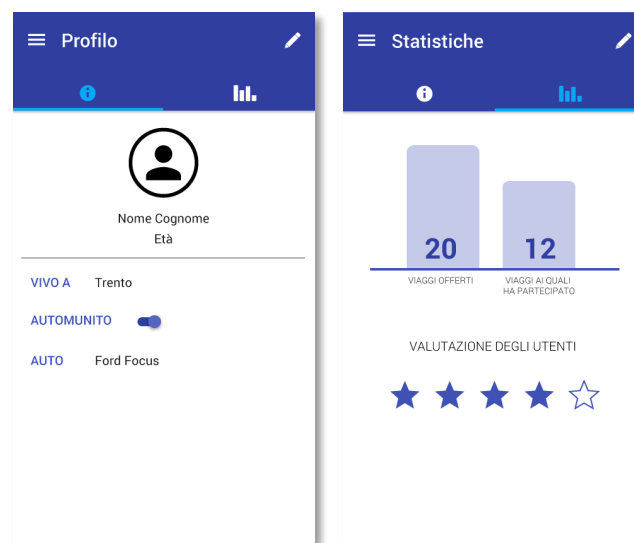 Profilo
Nome Cognome
Età
VIVO A Trento
AUTOMUNITO
AUTO Ford Focus
Statistiche
20 12
VIAGGI OFFERTI
VIAGGI AI QUALI
HA PARTECIPATO
VALUTAZIONE DEGLI UTENTI